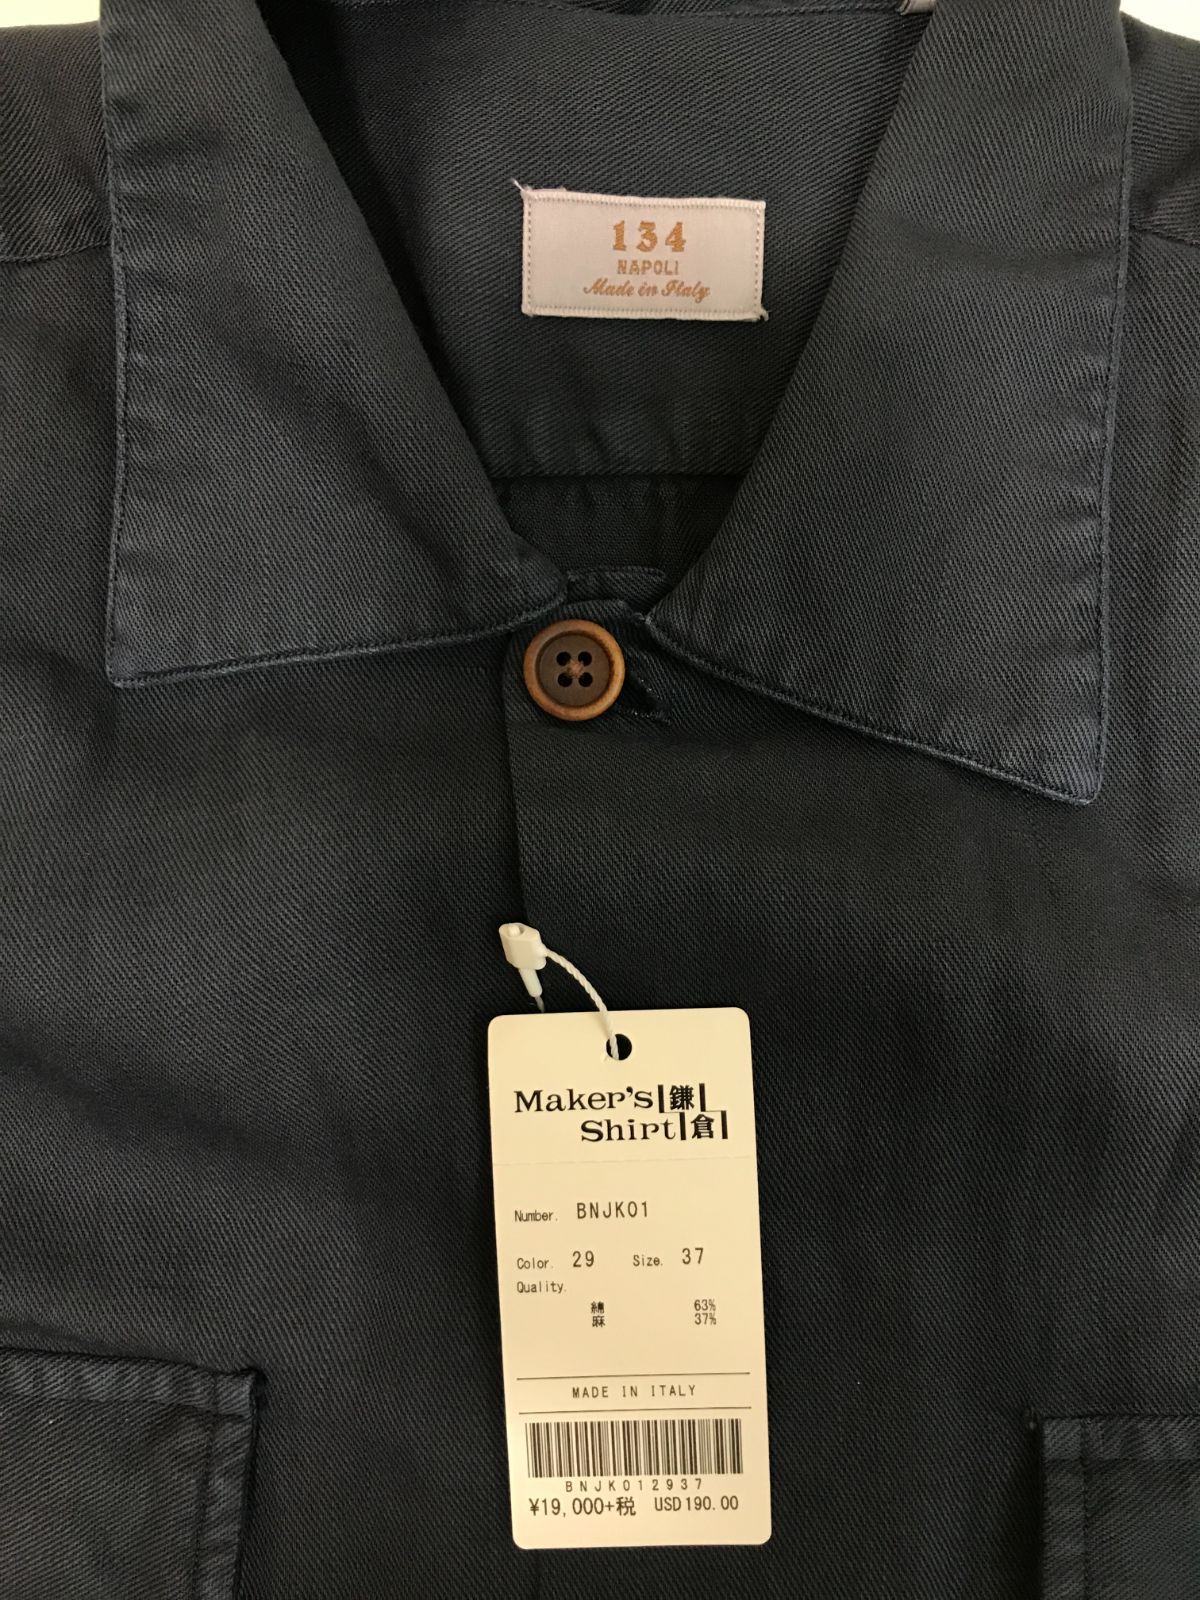 134
NAPOLI
Made in Italy
Maker's 鎌
Shirt 倉
Number. BNJK01
Color. 29 Size. 37
Quality.
綿 63%
麻 37%
MADE IN ITALY
BNJK012937
¥19,000+税 USD190.00